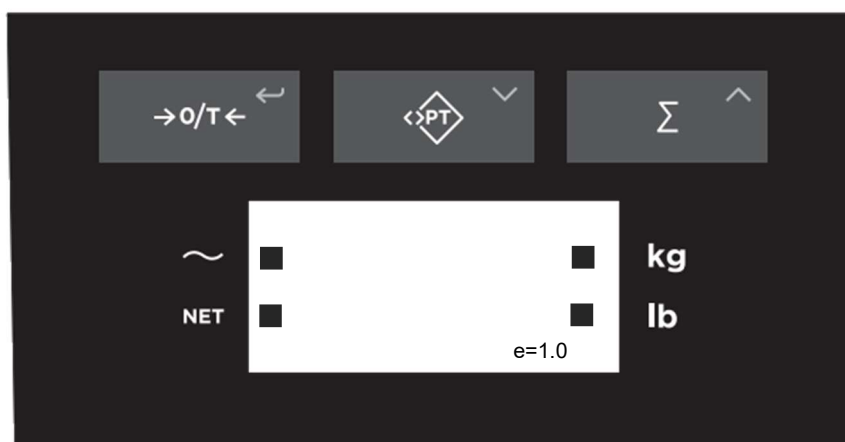 →0/T← <>PT Σ
~ kg
NET lb
e=1.0